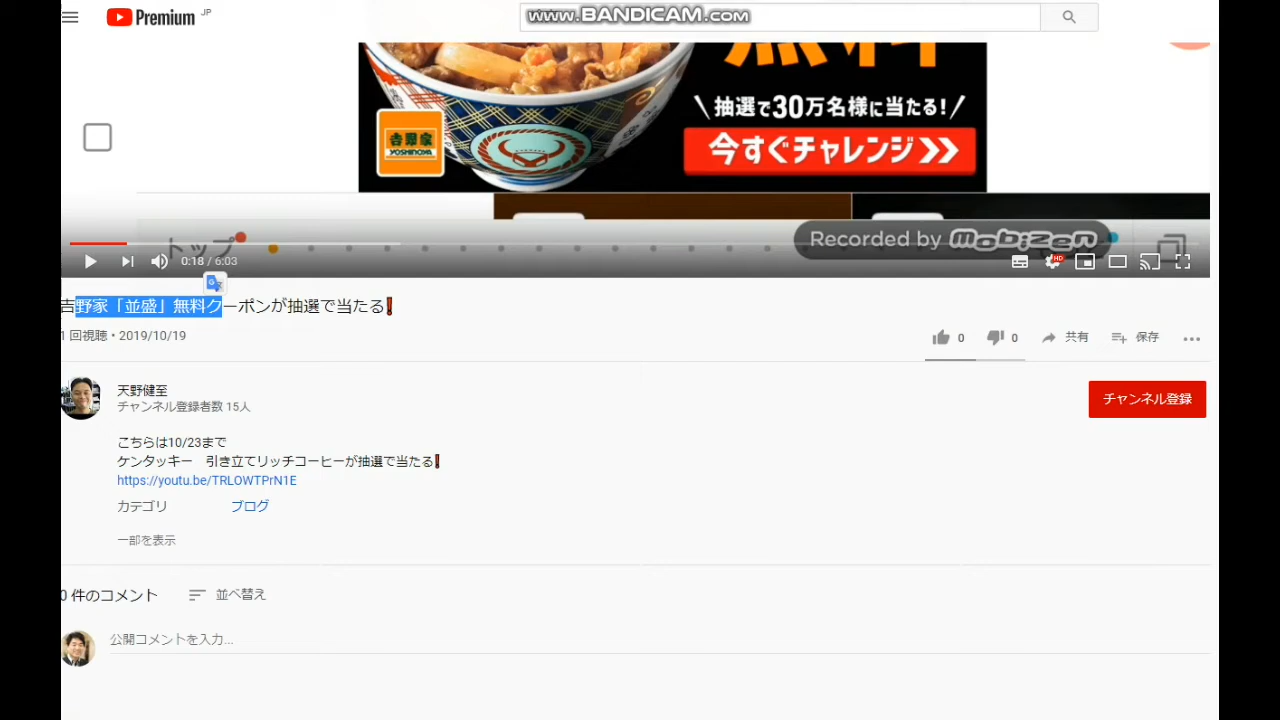 Premium JP
www.BANDICAM.com
抽選で30万名様に当たる!
吉野家
YOSHINOYA
今すぐチャレンジ
トップ
Recorded by mobizen
0:18 / 6:03
HD
吉野家「並盛」無料クーポンが抽選で当たる❗
1 回視聴・2019/10/19
0
0
共有
保存
天野健至
チャンネル登録者数 15人
チャンネル登録
こちらは10/23まで
ケンタッキー　引き立てリッチコーヒーが抽選で当たる❗
https://youtu.be/TRLOWTPrN1E
カテゴリ
ブログ
一部を表示
0 件のコメント
並べ替え
公開コメントを入力...